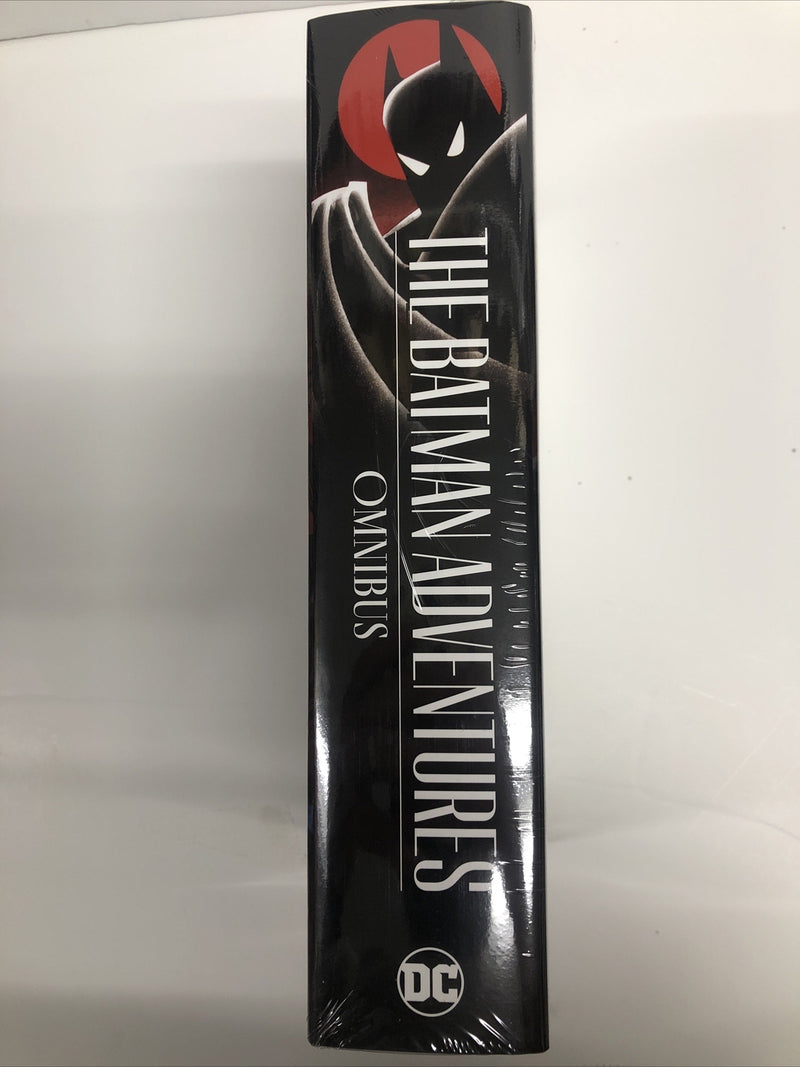 THE BATMAN ADVENTURES
OMNIBUS
DC